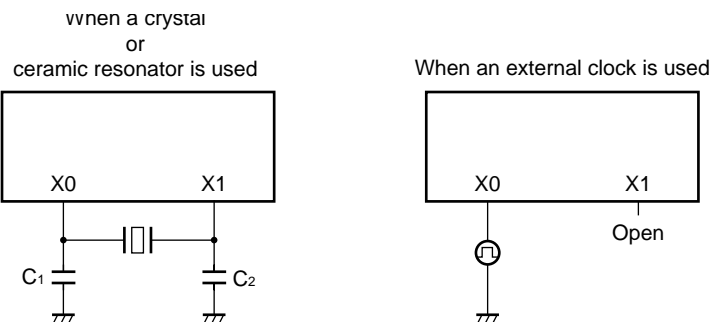 When a crystal
or
ceramic resonator is used
X0 X1
C1 C2
When an external clock is used
X0 X1
Open